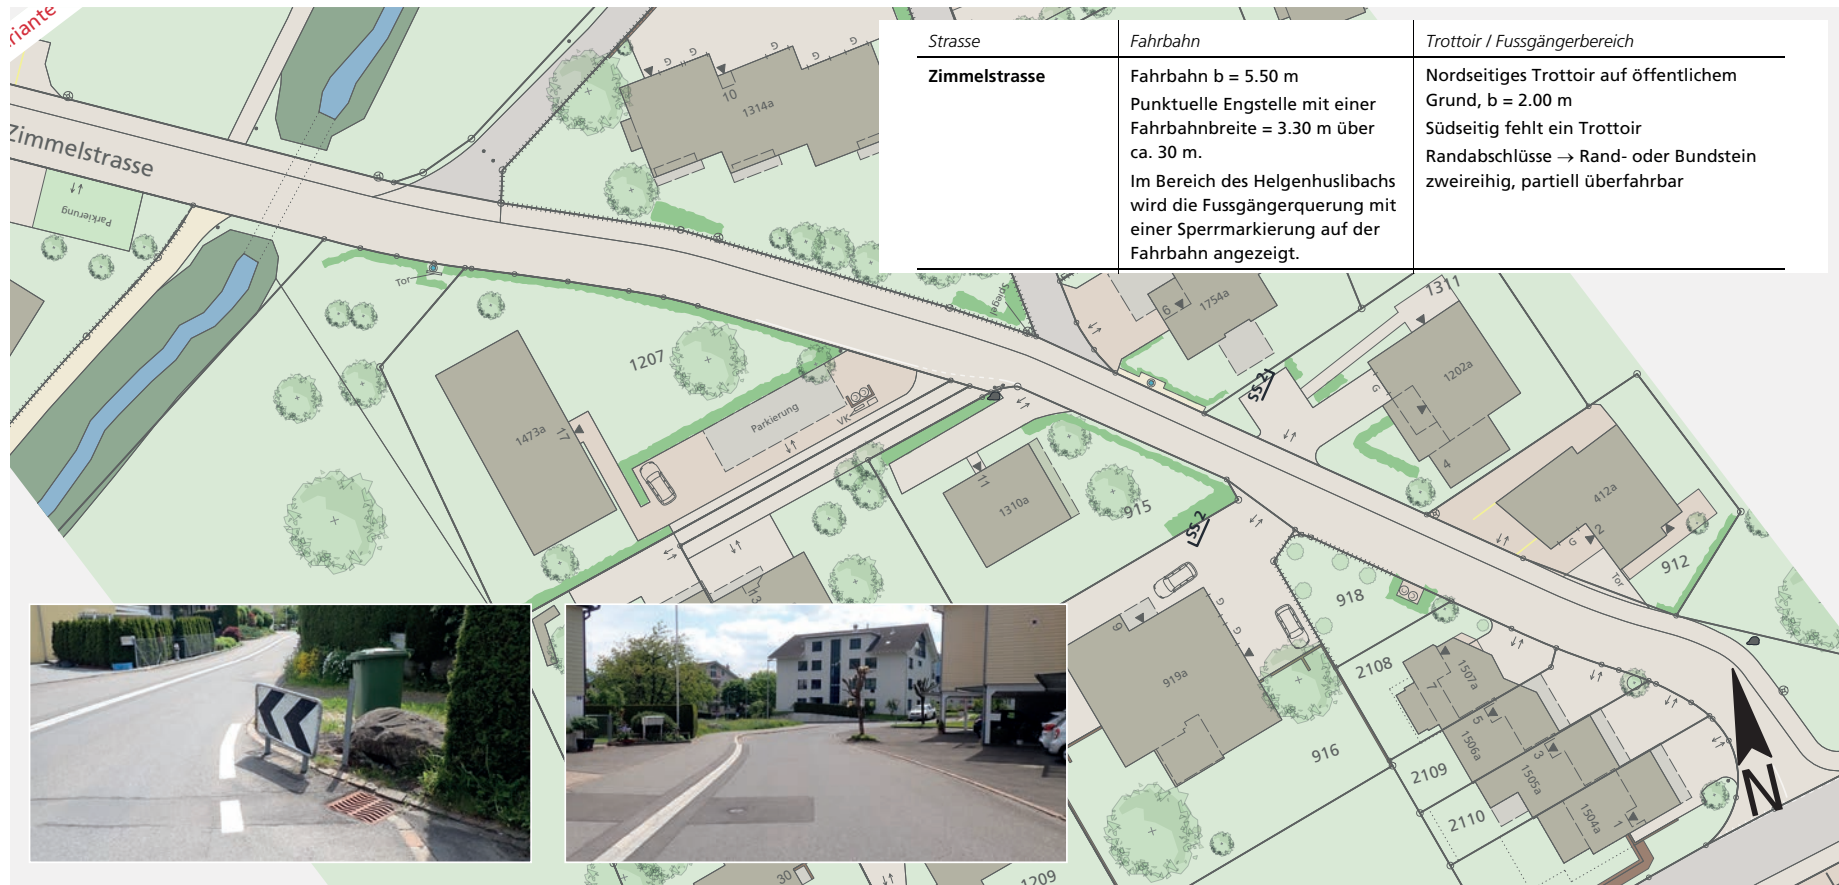 riante
Strasse
Fahrbahn
Trottoir / Fussgängerbereich
Zimmelstrasse
Fahrbahn b = 5.50 m
Punktuelle Engstelle mit einer
Fahrbahnbreite = 3.30 m über
ca. 30 m.
Im Bereich des Helgenhuslibachs
wird die Fussgängerquerung mit
einer Sperrmarkierung auf der
Fahrbahn angezeigt.
Nordseitiges Trottoir auf öffentlichem
Grund, b = 2.00 m
Südseitig fehlt ein Trottoir
Randabschlüsse → Rand- oder Bundstein
zweireihig, partiell überfahrbar
Zimmelstrasse
Parkierung
G
G
G
G
10
1314a
Tor
Spiegel
6
1754a
1311
1207
1473a
17
Parkierung
VK
SS 2
1202a
G
4
11
1310a
915
SS 2
412a
G
2
912
Tor
13
9
G
G
919a
918
2108
7
1507a
5
1506a
3
1505a
1
1504a
916
2109
2110
30
1209
N